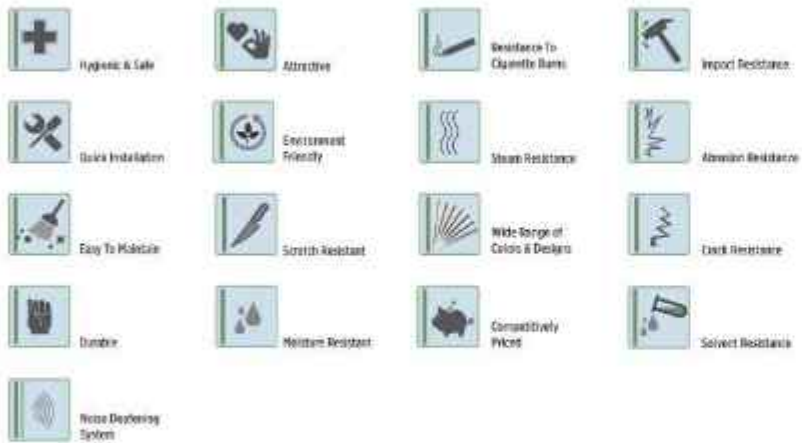 Hygienic & Safe
Attractive
Resistance To
Cigarette Burns
Impact Resistance
Quick Installation
Environment
Friendly
Steam Resistance
Abrasion Resistance
Easy To Maintain
Scratch Resistant
Wide Range of
Colors & Designs
Crack Resistance
Durable
Moisture Resistant
Competitively
Priced
Solvent Resistance
Noise Deafening
System